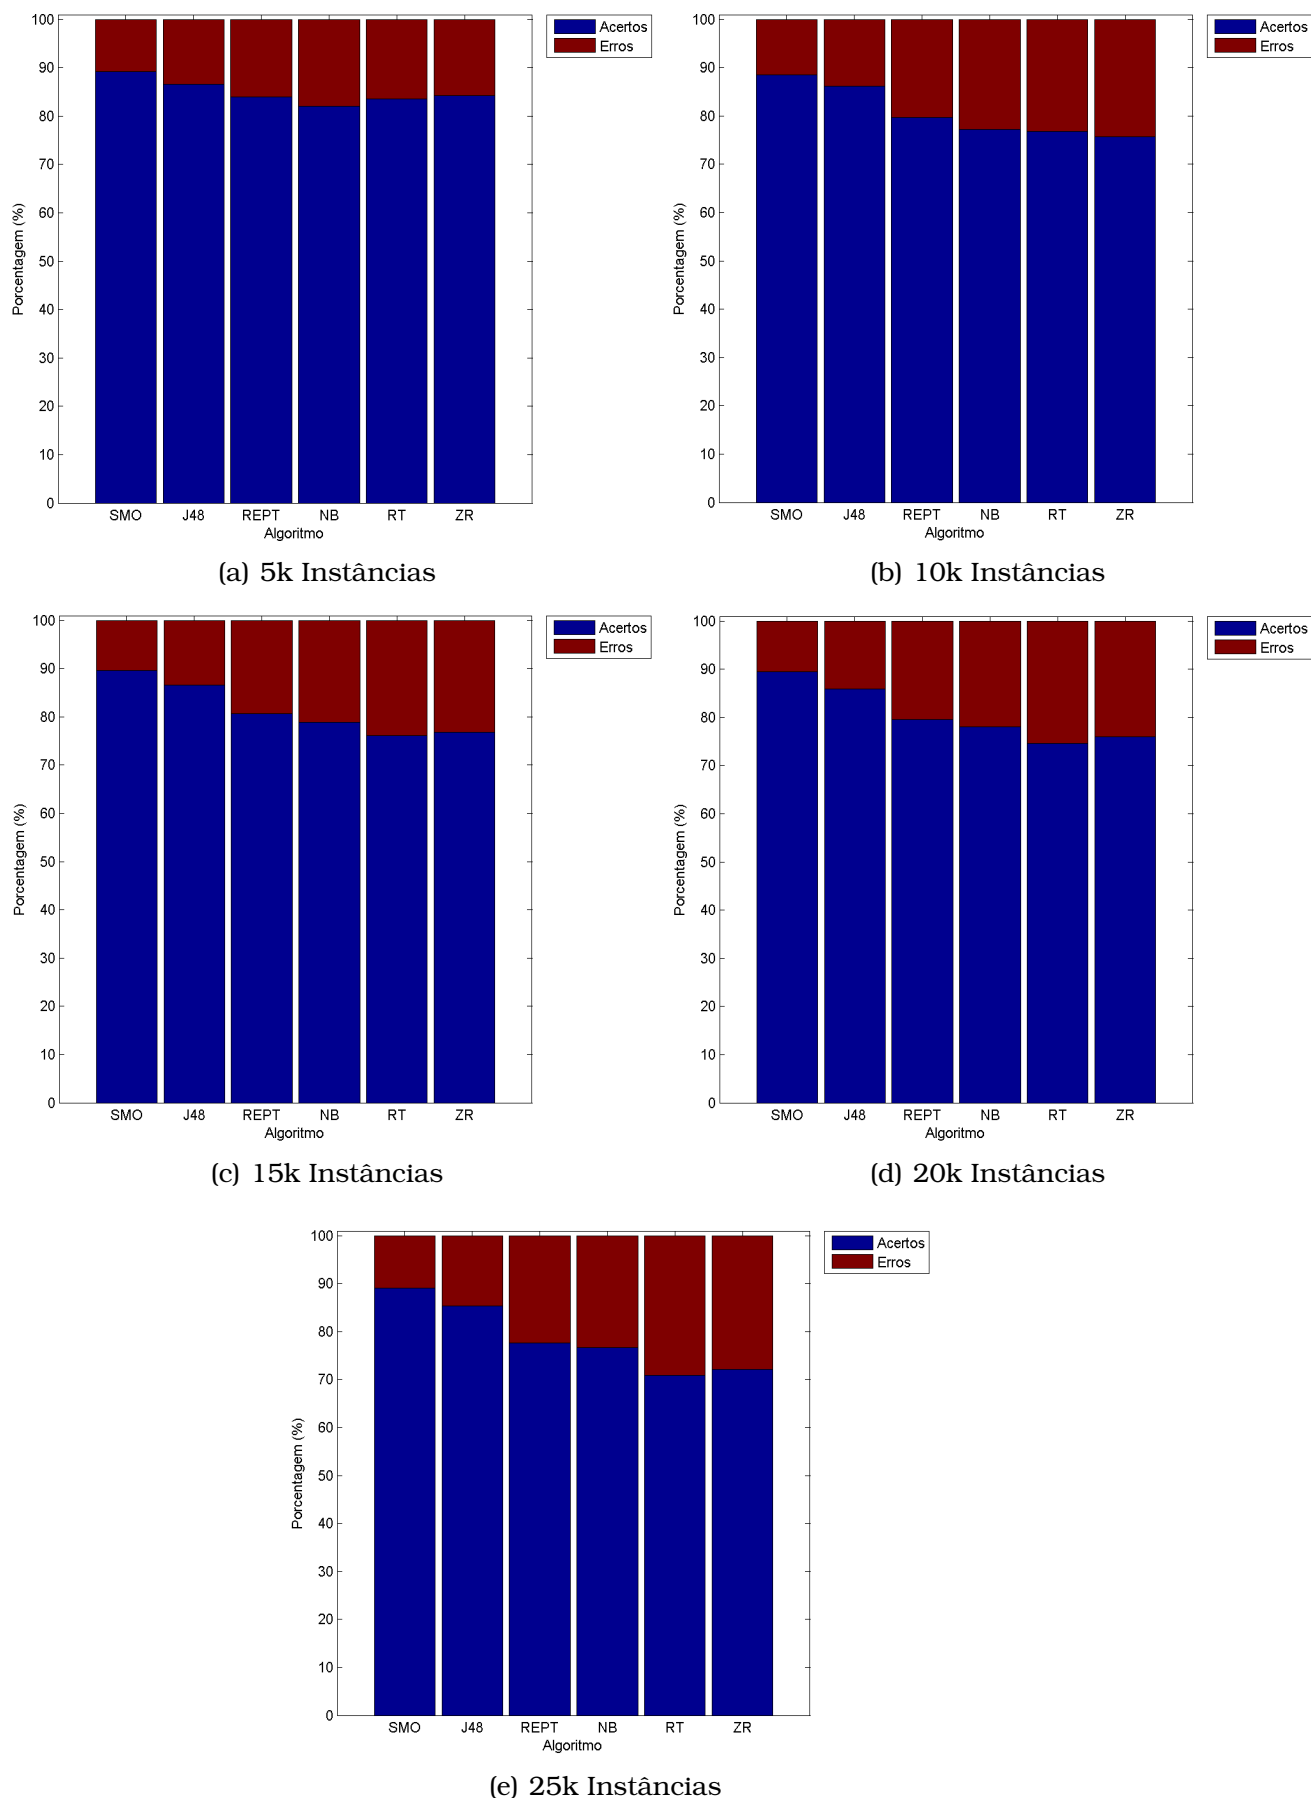 100
90
80
70
60
50
40
30
20
10
0
Porcentagem (%)
SMO J48 REPT NB RT ZR
Algoritmo
Acertos
Erros
(a) 5k Instâncias
100
90
80
70
60
50
40
30
20
10
0
Porcentagem (%)
SMO J48 REPT NB RT ZR
Algoritmo
Acertos
Erros
(b) 10k Instâncias
100
90
80
70
60
50
40
30
20
10
0
Porcentagem (%)
SMO J48 REPT NB RT ZR
Algoritmo
Acertos
Erros
(c) 15k Instâncias
100
90
80
70
60
50
40
30
20
10
0
Porcentagem (%)
SMO J48 REPT NB RT ZR
Algoritmo
Acertos
Erros
(d) 20k Instâncias
100
90
80
70
60
50
40
30
20
10
0
Porcentagem (%)
SMO J48 REPT NB RT ZR
Algoritmo
Acertos
Erros
(e) 25k Instâncias